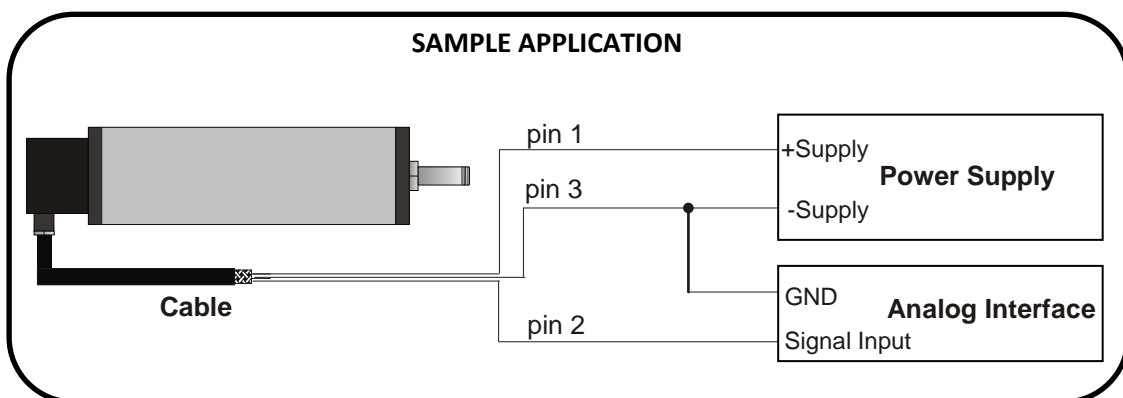 SAMPLE APPLICATION
pin 1
+Supply
Power Supply
pin 3
-Supply
Cable
GND
Analog Interface
pin 2
Signal Input